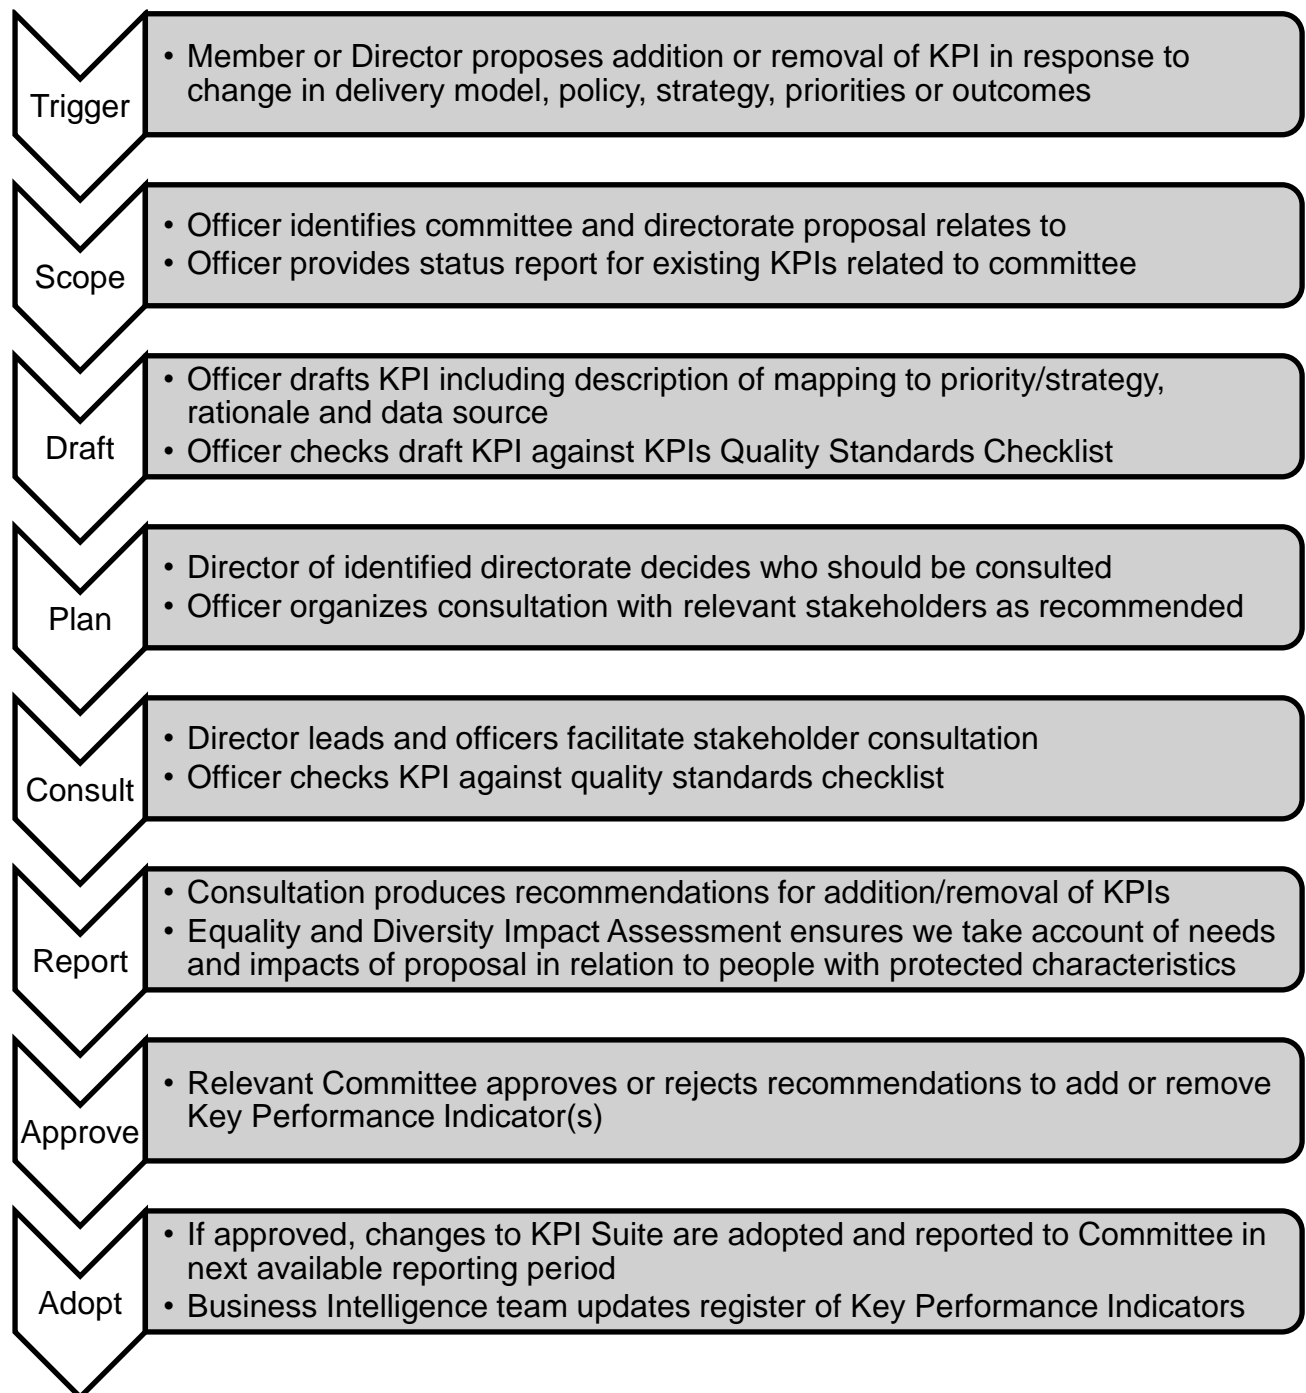 Trigger
• Member or Director proposes addition or removal of KPI in response to
change in delivery model, policy, strategy, priorities or outcomes
Scope
• Officer identifies committee and directorate proposal relates to
• Officer provides status report for existing KPIs related to committee
Draft
• Officer drafts KPI including description of mapping to priority/strategy,
rationale and data source
• Officer checks draft KPI against KPIs Quality Standards Checklist
Plan
• Director of identified directorate decides who should be consulted
• Officer organizes consultation with relevant stakeholders as recommended
Consult
• Director leads and officers facilitate stakeholder consultation
• Officer checks KPI against quality standards checklist
Report
• Consultation produces recommendations for addition/removal of KPIs
• Equality and Diversity Impact Assessment ensures we take account of needs
and impacts of proposal in relation to people with protected characteristics
Approve
• Relevant Committee approves or rejects recommendations to add or remove
Key Performance Indicator(s)
Adopt
• If approved, changes to KPI Suite are adopted and reported to Committee in
next available reporting period
• Business Intelligence team updates register of Key Performance Indicators